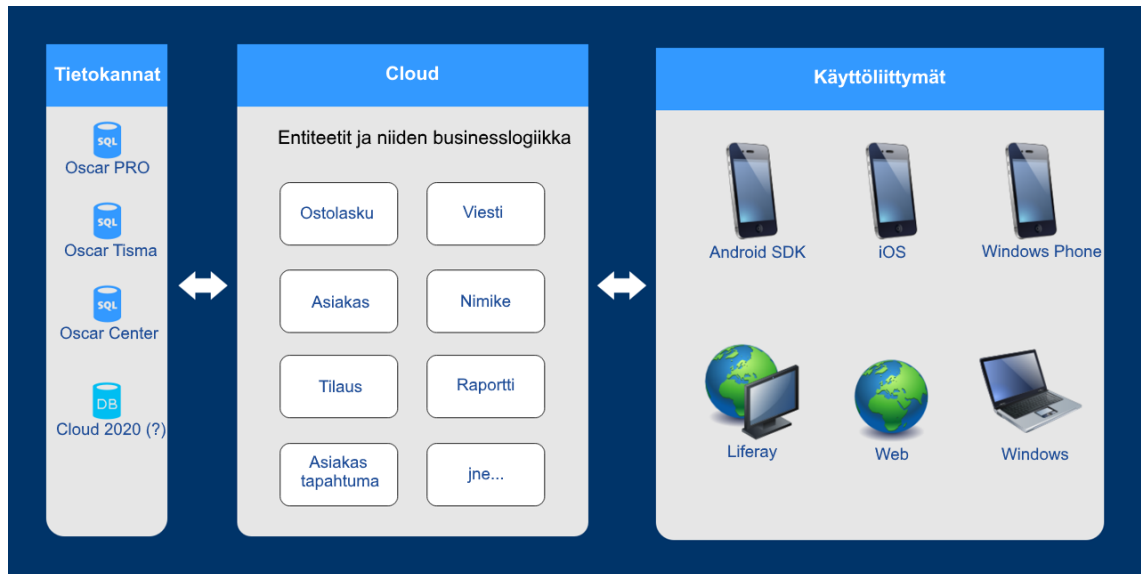 Tietokannat
SQL
Oscar PRO
SQL
Oscar Tisma
SQL
Oscar Center
DB
Cloud 2020 (?)
Cloud
Entiteetit ja niiden businesslogiikka
Ostolasku
Viesti
Asiakas
Nimike
Tilaus
Raportti
Asiakas
tapahtuma
jne...
Käyttöliittymät
Android SDK
iOS
Windows Phone
Liferay
Web
Windows